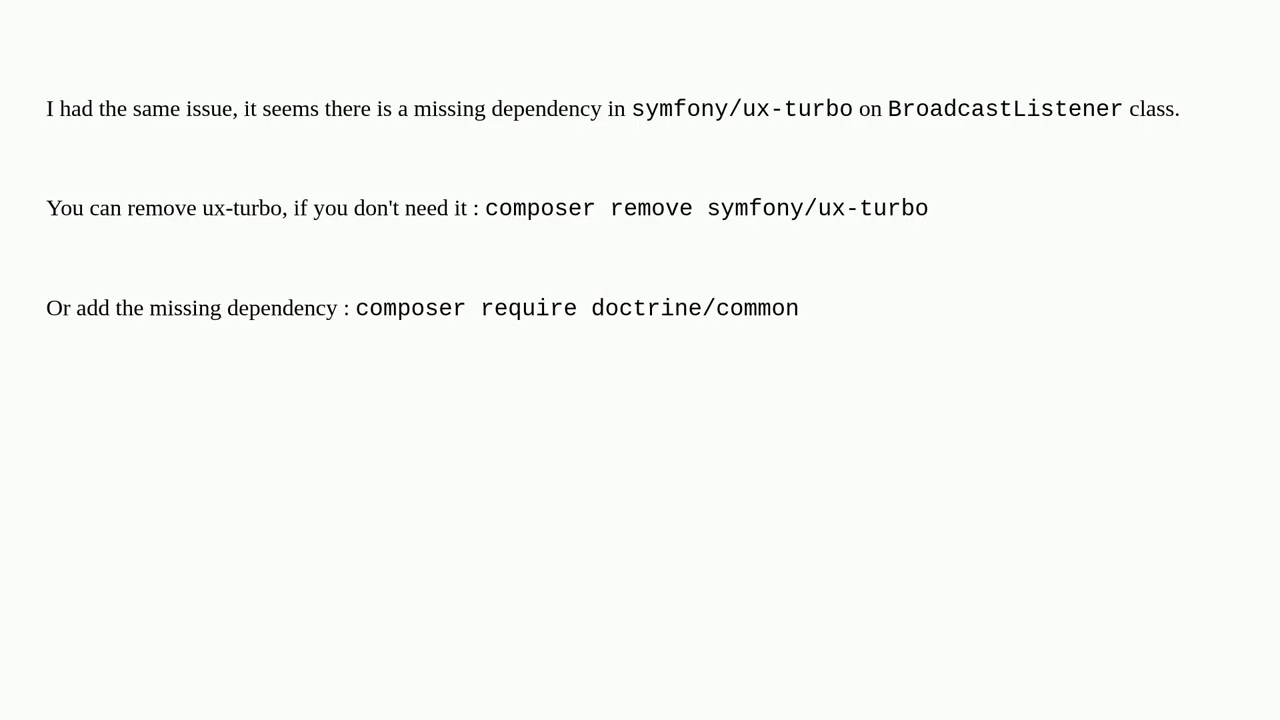 I had the same issue, it seems there is a missing dependency in symfony/ux-turbo on BroadcastListener class.
You can remove ux-turbo, if you don't need it : composer remove symfony/ux-turbo
Or add the missing dependency : composer require doctrine/common